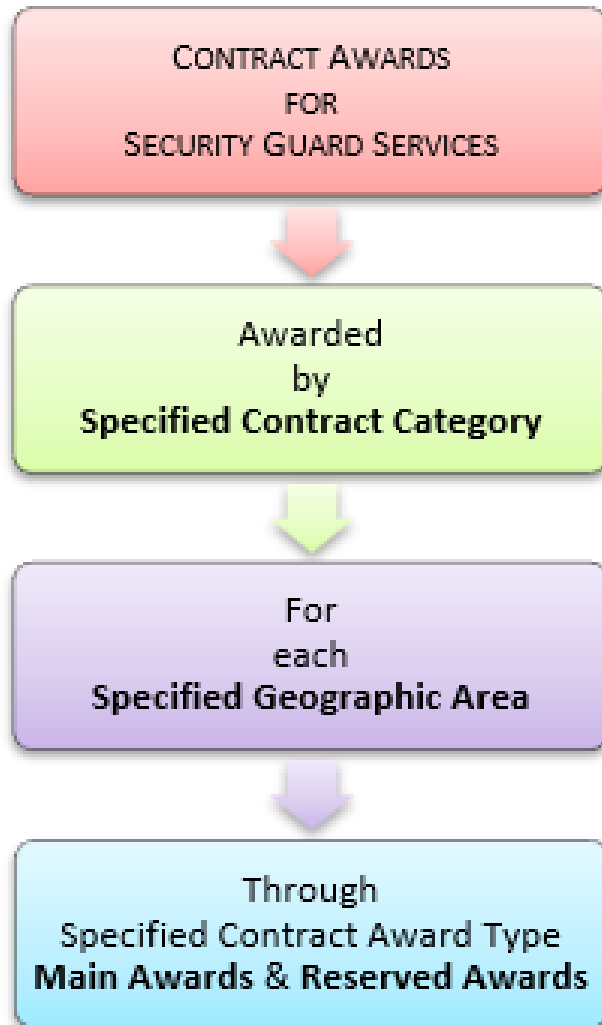 CONTRACT AWARDS
FOR
SECURITY GUARD SERVICES
Awarded
by
Specified Contract Category
For
each
Specified Geographic Area
Through
Specified Contract Award Type
Main Awards & Reserved Awards